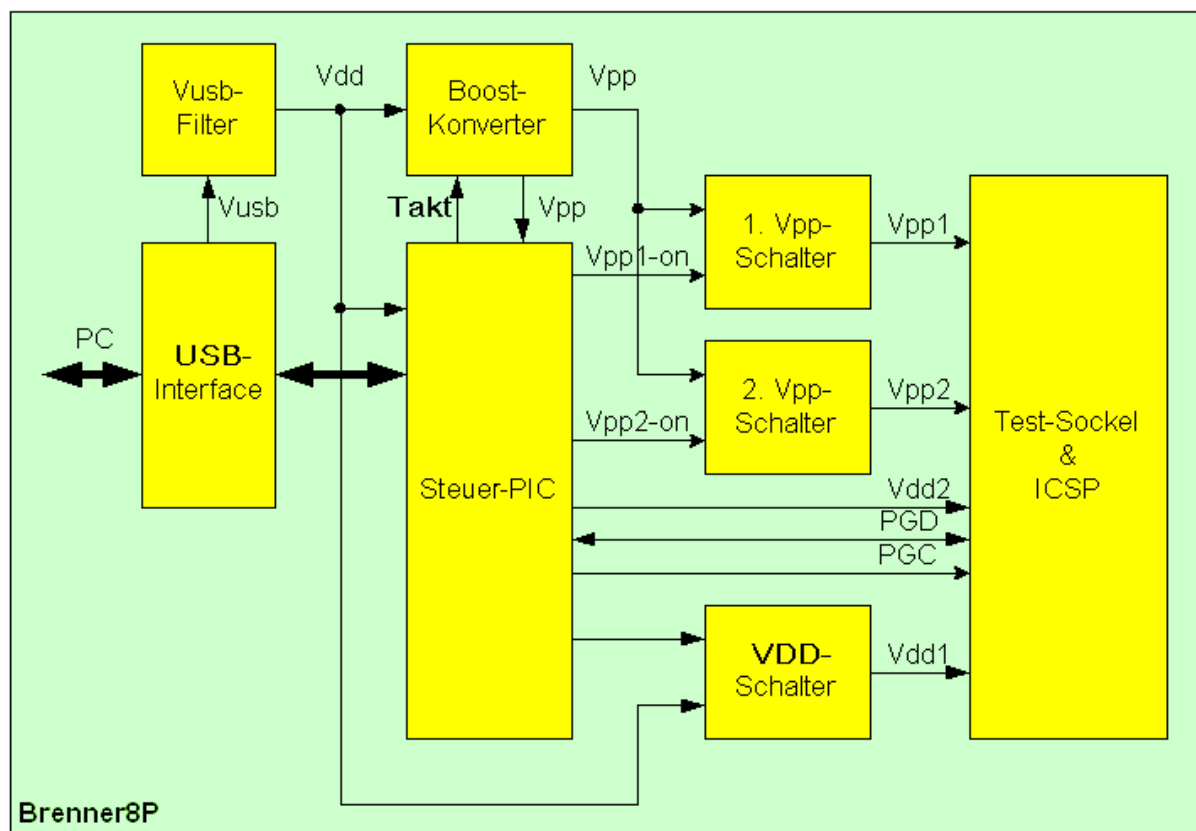 Vusb-
Filter
Vdd
Boost-
Konverter
Vpp
Vusb
Takt
Vpp
1. Vpp-
Schalter
Vpp1
Vpp1-on
PC
USB-
Interface
2. Vpp-
Schalter
Vpp2
Vpp2-on
Steuer-PIC
Test-Sockel
&
ICSP
Vdd2
PGD
PGC
VDD-
Schalter
Vdd1
Brenner8P